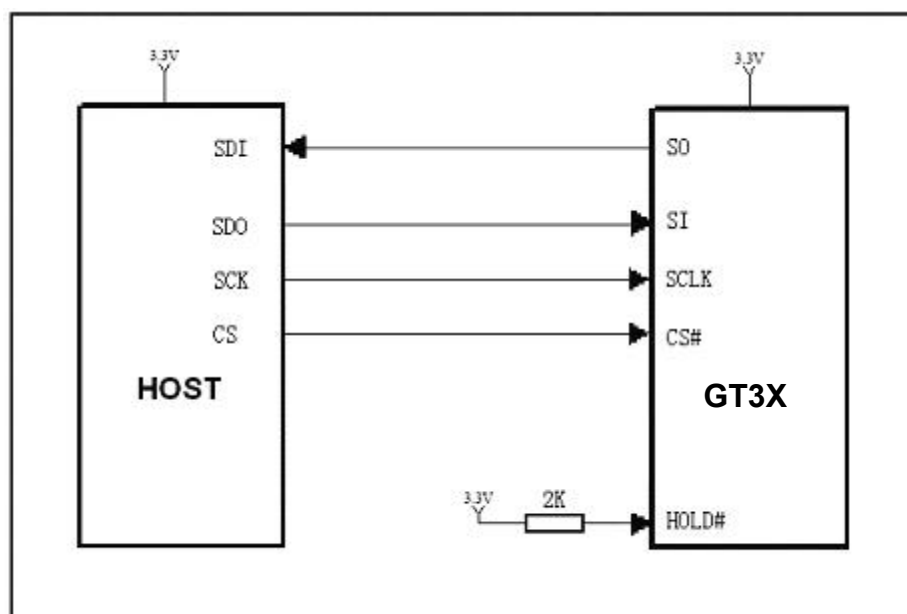 3.3V
3.3V
SDI
SO
SDO
SI
SCK
SCLK
CS
CS#
HOST
GT3X
3.3V
2K
HOLD#